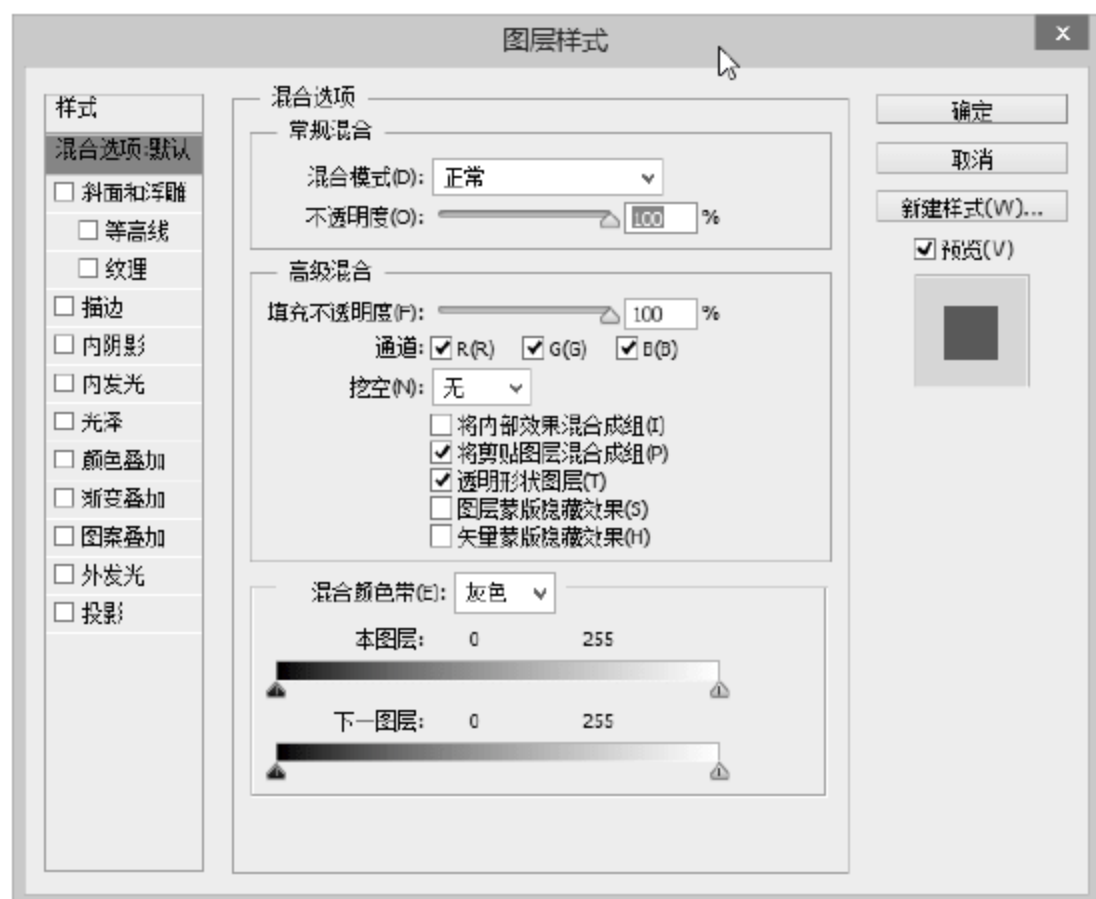 图层样式
x
样式
混合选项:默认
斜面和浮雕
等高线
纹理
描边
内阴影
内发光
光泽
颜色叠加
渐变叠加
图案叠加
外发光
投影
混合选项
常规混合
混合模式(D): 正常
不透明度(O): 100 %
高级混合
填充不透明度(F): 100 %
通道: R(R) G(G) B(B)
挖空(N): 无
将内部效果混合成组(I)
将剪贴图层混合成组(P)
透明形状图层(T)
图层蒙版隐藏效果(S)
矢量蒙版隐藏效果(H)
混合颜色带(E): 灰色
本图层: 0 255
下一图层: 0 255
确定
取消
新建样式(W)...
预览(V)